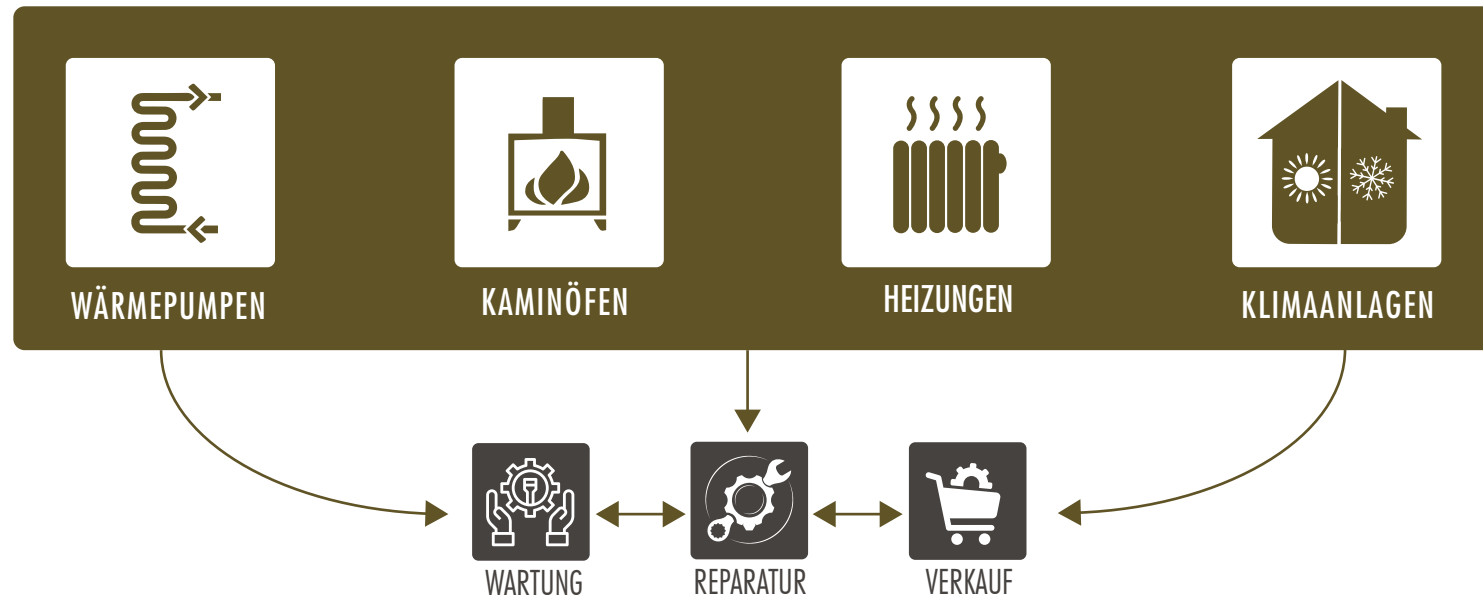 WÄRMEPUMPEN
KAMINÖFEN
HEIZUNGEN
KLIMAANLAGEN
WARTUNG
REPARATUR
VERKAUF